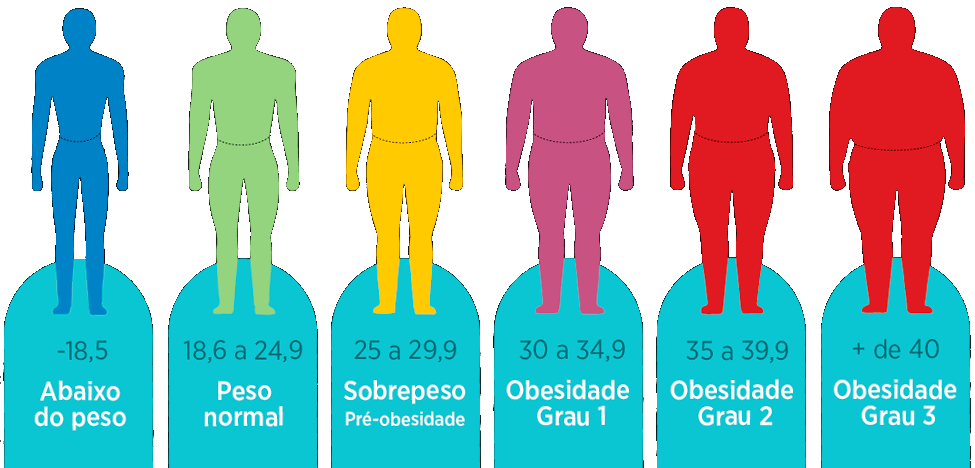 -18,5
Abaixo
do peso
18,6 a 24,9
Peso
normal
25 a 29,9
Sobrepeso
Pré-obesidade
30 a 34,9
Obesidade
Grau 1
35 a 39,9
Obesidade
Grau 2
+ de 40
Obesidade
Grau 3